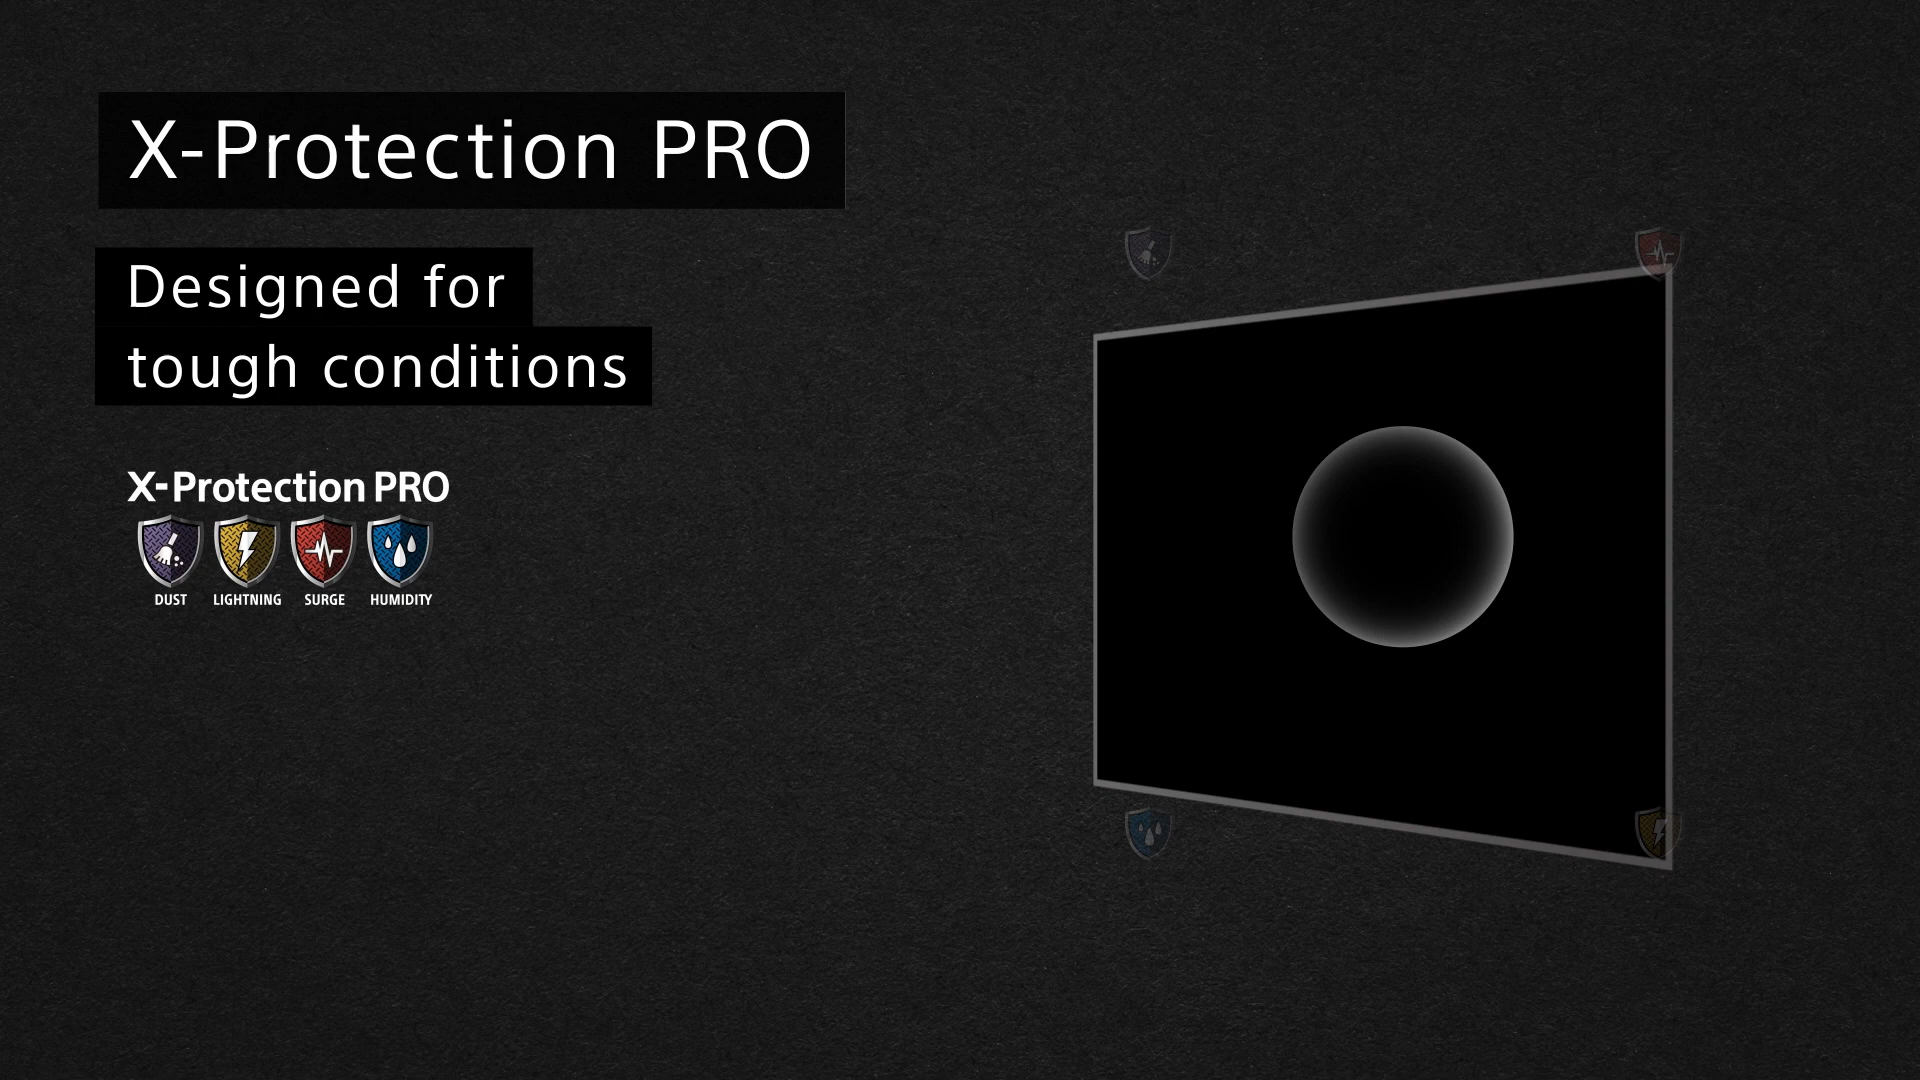 X-Protection PRO
Designed for
tough conditions
X-Protection PRO
DUST LIGHTNING SURGE HUMIDITY